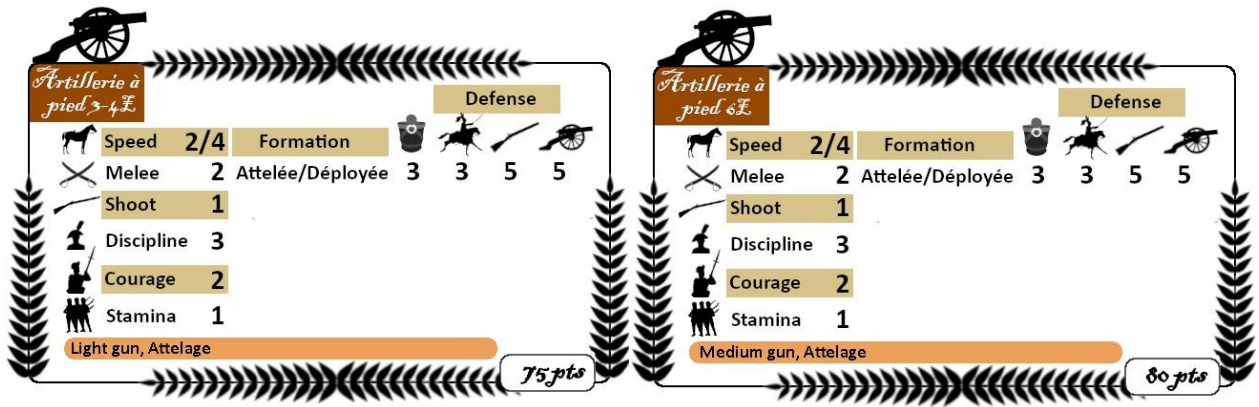 Artillerie à
pied 3-4£
Defense
Speed 2/4 Formation
Melee 2 Attelée/Déployée 3 3 5 5
Shoot 1
Discipline 3
Courage 2
Stamina 1
Light gun, Attelage
75 pts
Artillerie à
pied 6£
Defense
Speed 2/4 Formation
Melee 2 Attelée/Déployée 3 3 5 5
Shoot 1
Discipline 3
Courage 2
Stamina 1
Medium gun, Attelage
80 pts